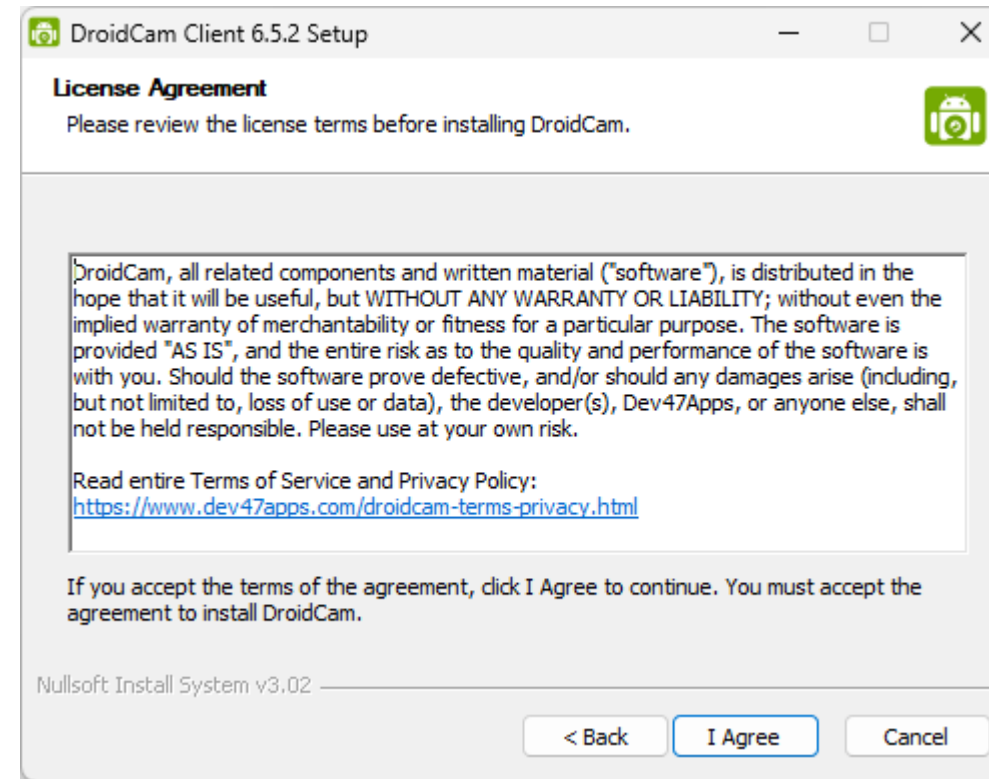 DroidCam Client 6.5.2 Setup
License Agreement
Please review the license terms before installing DroidCam.
DroidCam, all related components and written material ("software"), is distributed in the
hope that it will be useful, but WITHOUT ANY WARRANTY OR LIABILITY; without even the
implied warranty of merchantability or fitness for a particular purpose. The software is
provided "AS IS", and the entire risk as to the quality and performance of the software is
with you. Should the software prove defective, and/or should any damages arise (including,
but not limited to, loss of use or data), the developer(s), Dev47Apps, or anyone else, shall
not be held responsible. Please use at your own risk.
Read entire Terms of Service and Privacy Policy:
https://www.dev47apps.com/droidcam-terms-privacy.html
If you accept the terms of the agreement, click I Agree to continue. You must accept the
agreement to install DroidCam.
Nullsoft Install System v3.02
< Back
I Agree
Cancel